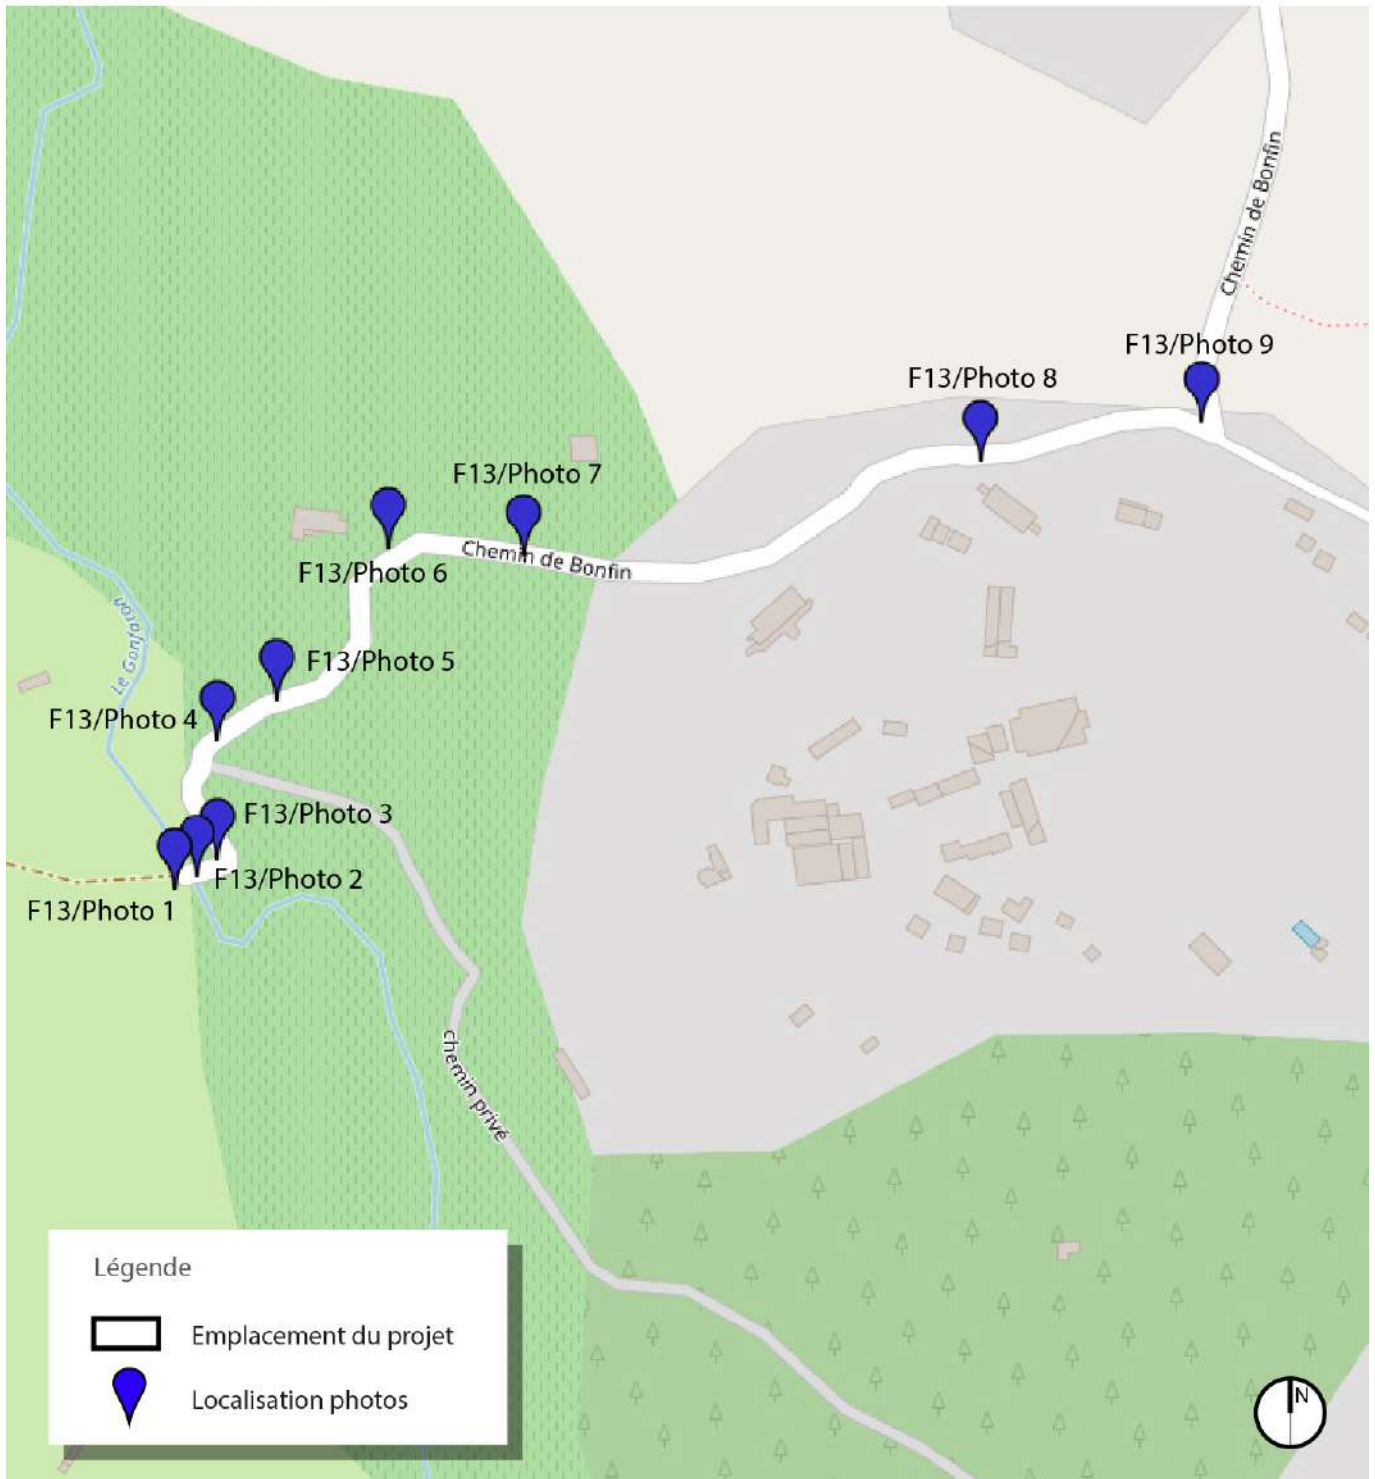 Chemin de Bonfin
F13/Photo 9
F13/Photo 8
F13/Photo 7
Chemin de Bonfin
F13/Photo 6
Le Gonfaron
F13/Photo 5
F13/Photo 4
F13/Photo 3
F13/Photo 2
F13/Photo 1
chemin privé
Légende
Emplacement du projet
Localisation photos
N